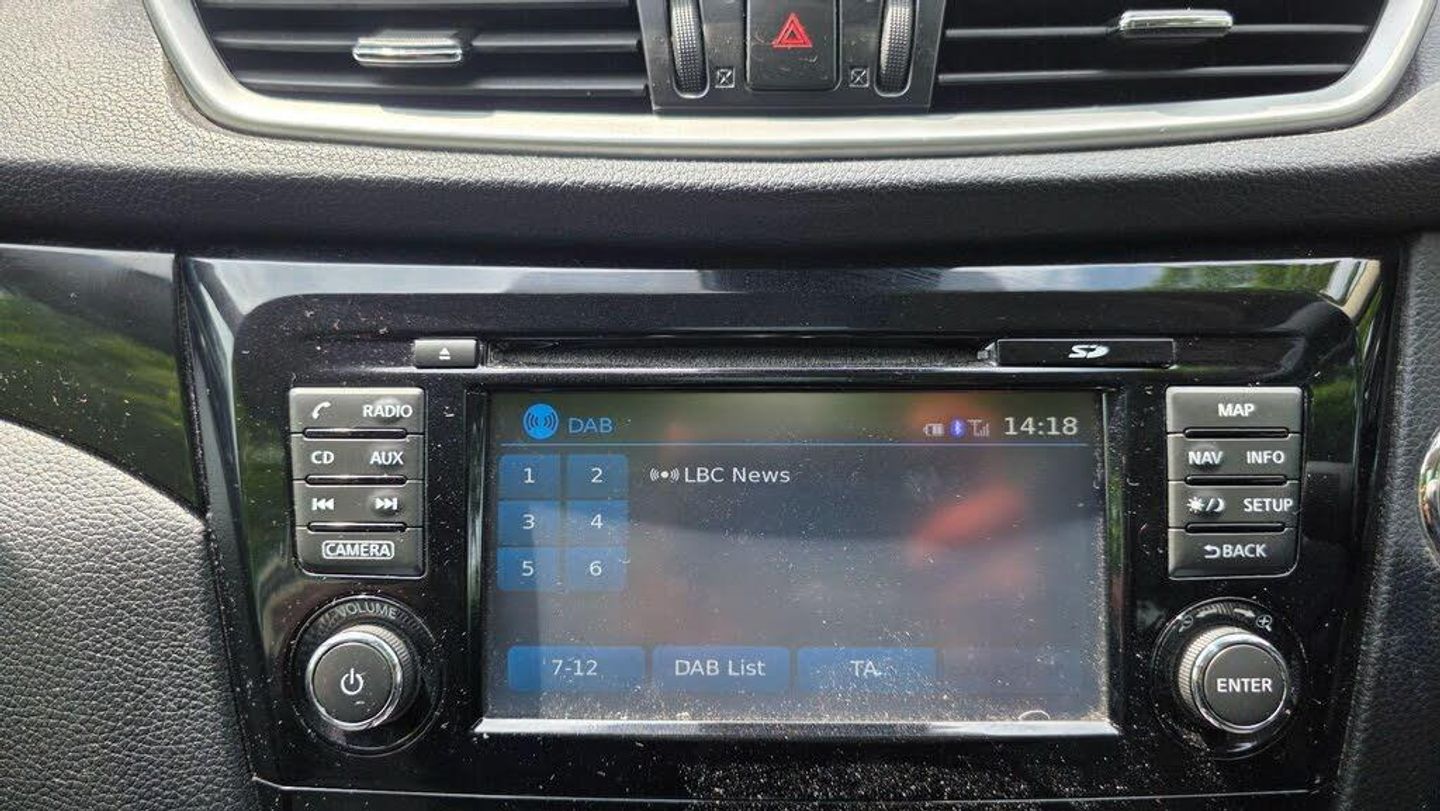 SD
RADIO
CD AUX
CAMERA
VOLUME
DAB
14:18
1 2
LBC News
3 4
5 6
7-12 DAB List TA
MAP
NAV INFO
SETUP
BACK
ENTER